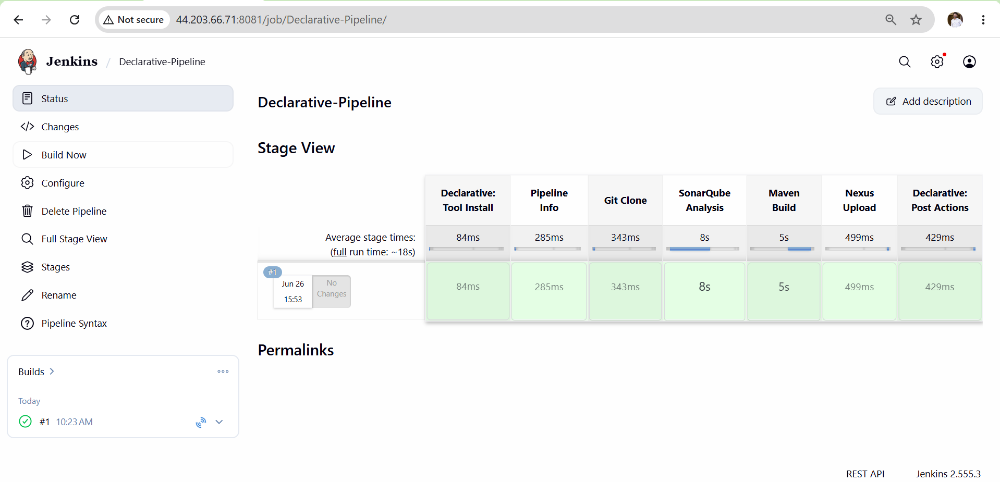 Not secure
44.203.66.71:8081/job/Declarative-Pipeline/
Jenkins / Declarative-Pipeline
Status
Changes
Build Now
Configure
Delete Pipeline
Full Stage View
Stages
Rename
Pipeline Syntax
Builds
Today
#1 10:23 AM
Declarative-Pipeline
Add description
Stage View
Declarative:
Tool Install
Pipeline
Info
Git Clone
SonarQube
Analysis
Maven
Build
Nexus
Upload
Declarative:
Post Actions
Average stage times:
(full run time: ~18s)
84ms 285ms 343ms 8s 5s 499ms 429ms
#1
Jun 26
15:53
No
Changes
84ms 285ms 343ms 8s 5s 499ms 429ms
Permalinks
REST API Jenkins 2.555.3